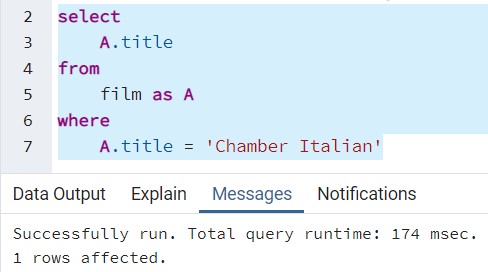 2 select
3 A.title
4 from
5 film as A
6 where
7 A.title = 'Chamber Italian'
Data Output Explain Messages Notifications
Successfully run. Total query runtime: 174 msec.
1 rows affected.